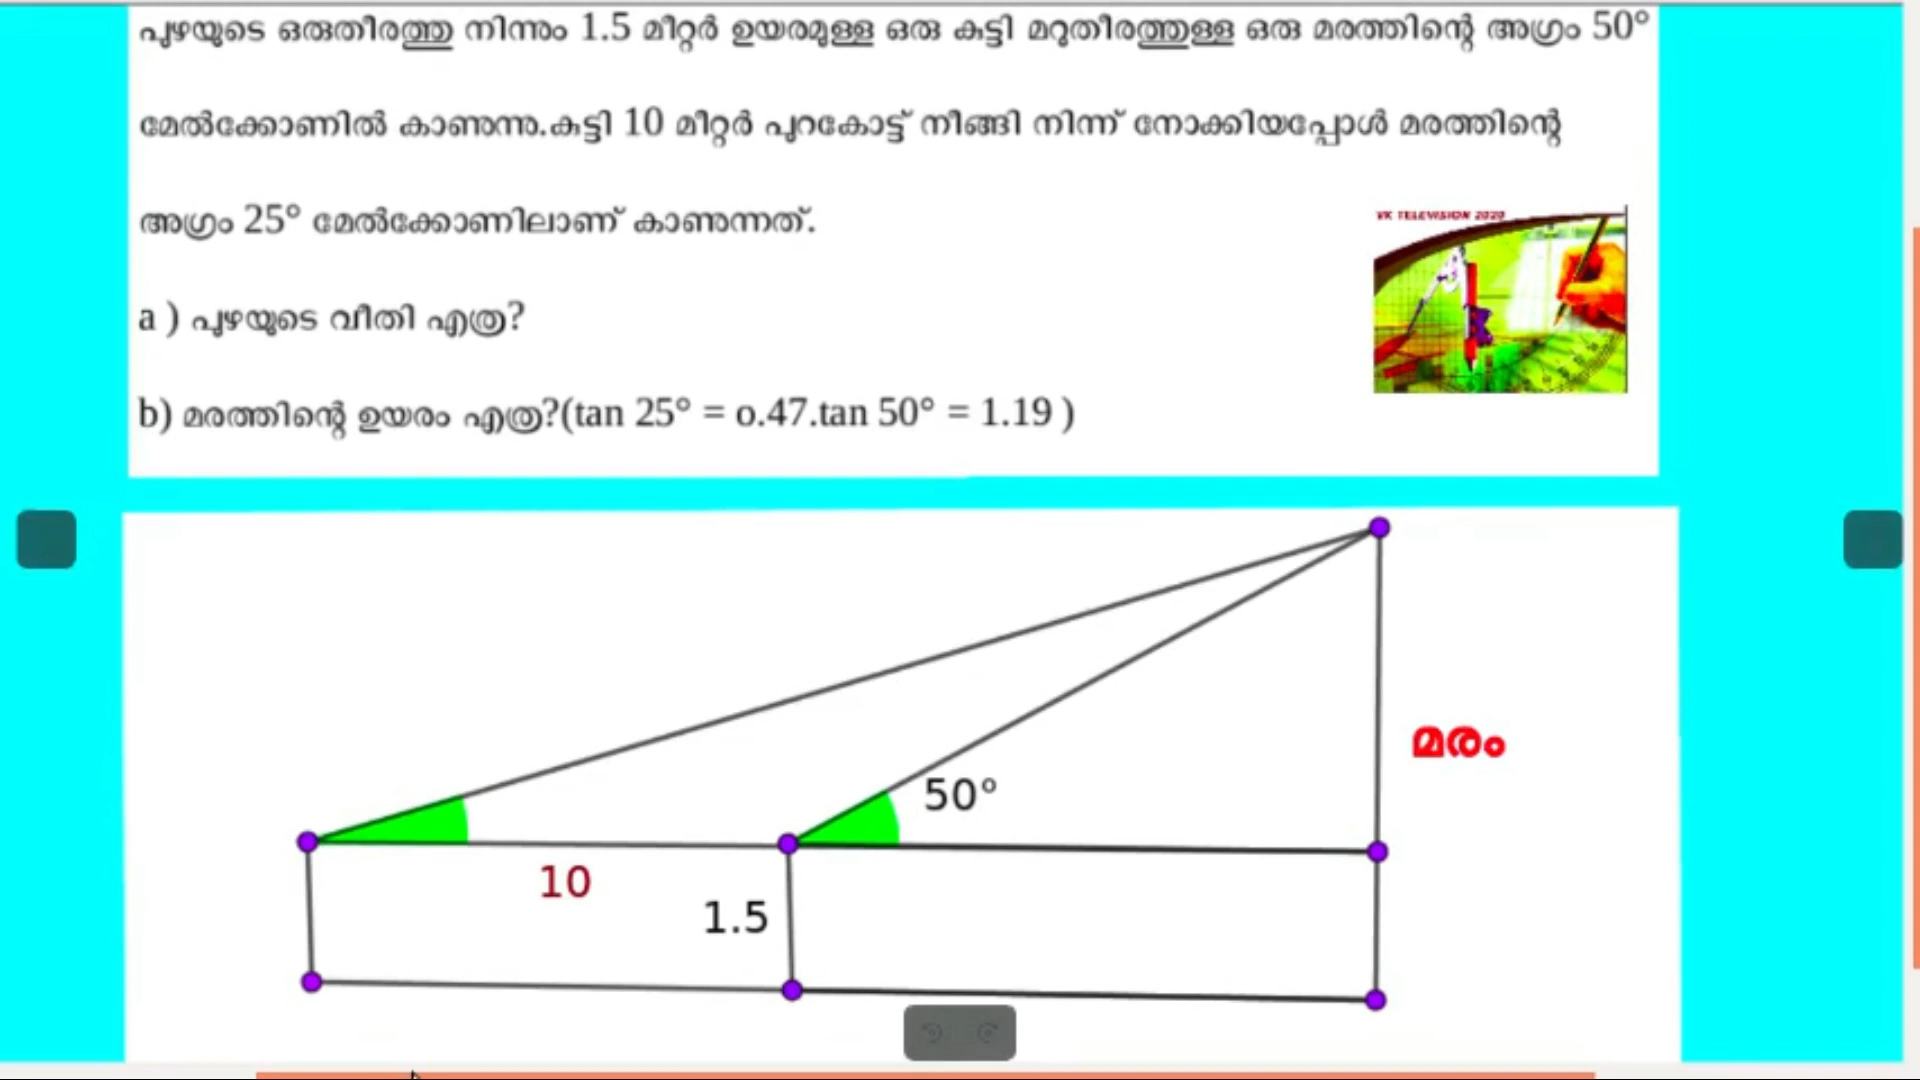 പുഴയുടെ ഒരുതീരത്തു നിന്നും 1.5 മീറ്റർ ഉയരമുള്ള ഒരു കുട്ടി മറുതീരത്തുള്ള ഒരു മരത്തിന്റെ അഗ്രം 50°
മേൽക്കോണിൽ കാണുന്നു.കുട്ടി 10 മീറ്റർ പുറകോട്ട് നീങ്ങി നിന്ന് നോക്കിയപ്പോൾ മരത്തിന്റെ
അഗ്രം 25° മേൽക്കോണിലാണ് കാണുന്നത്.
VK TELEVISION 2020
a ) പുഴയുടെ വീതി എത്ര?
b) മരത്തിന്റെ ഉയരം എത്ര?(tan 25° = o.47.tan 50° = 1.19 )
മരം
50°
10
1.5